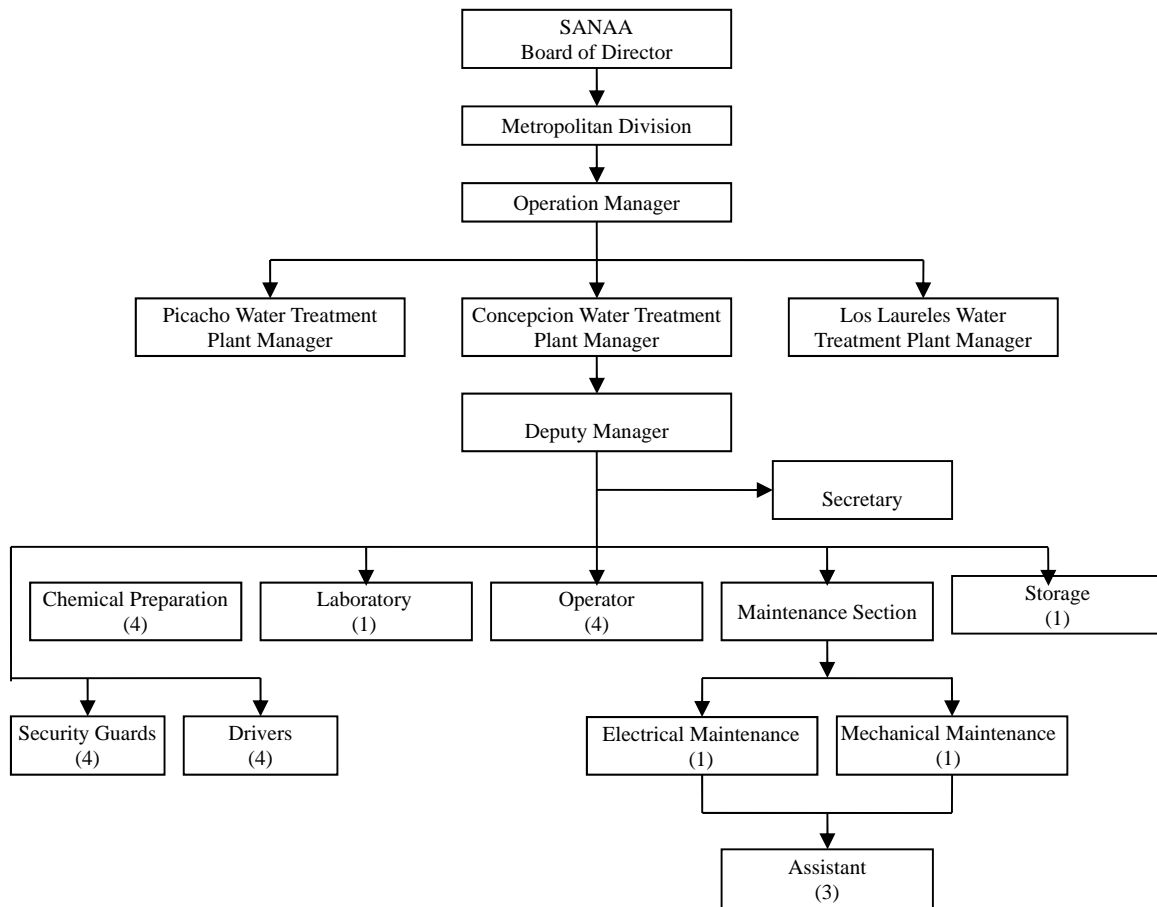 SANAA
Board of Director
Metropolitan Division
Operation Manager
Picacho Water Treatment
Plant Manager
Concepcion Water Treatment
Plant Manager
Los Laureles Water
Treatment Plant Manager
Deputy Manager
Secretary
Chemical Preparation
(4)
Laboratory
(1)
Operator
(4)
Maintenance Section
Storage
(1)
Security Guards
(4)
Drivers
(4)
Electrical Maintenance
(1)
Mechanical Maintenance
(1)
Assistant
(3)